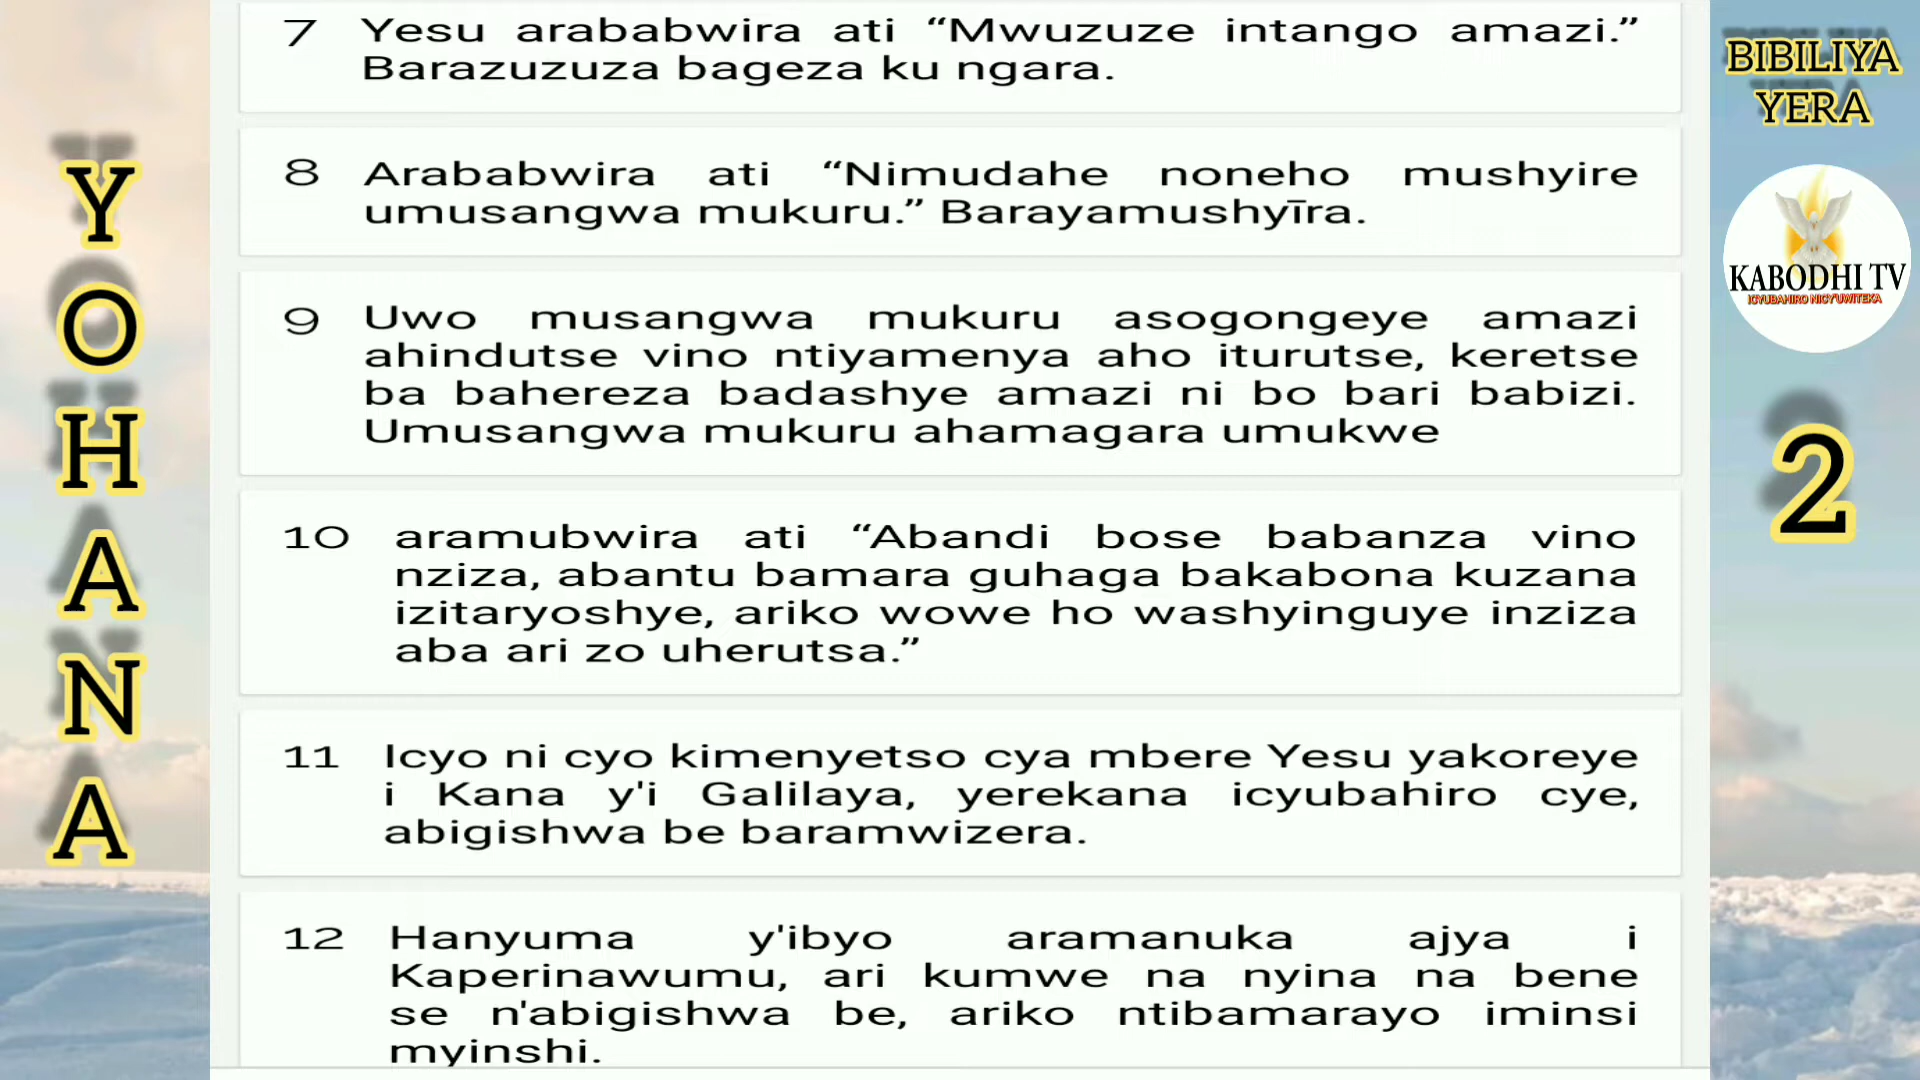 7 Yesu arababwira ati “Mwuzuze intango amazi.”
Barazuzuza bageza ku ngara.
8 Arababwira ati “Nimudahe noneho mushyire
umusangwa mukuru.” Barayamushyīra.
9 Uwo musangwa mukuru asogongeye amazi
ahindutse vino ntiyamenya aho iturutse, keretse
ba bahereza badashye amazi ni bo bari babizi.
Umusangwa mukuru ahamagara umukwe
10 aramubwira ati “Abandi bose babanza vino
nziza, abantu bamara guhaga bakabona kuzana
izitaryoshye, ariko wowe ho washyinguye inziza
aba ari zo uherutsa.”
11 Icyo ni cyo kimenyetso cya mbere Yesu yakoreye
i Kana y'i Galilaya, yerekana icyubahiro cye,
abigishwa be baramwizera.
12 Hanyuma y'ibyo aramanuka ajya i
Kaperinawumu, ari kumwe na nyina na bene
se n'abigishwa be, ariko ntibamarayo iminsi
myinshi.
YOHANA
BIBILIYA
YERA
KABODHI TV
ICYUBAHIRO NICY'UWITEKA
2